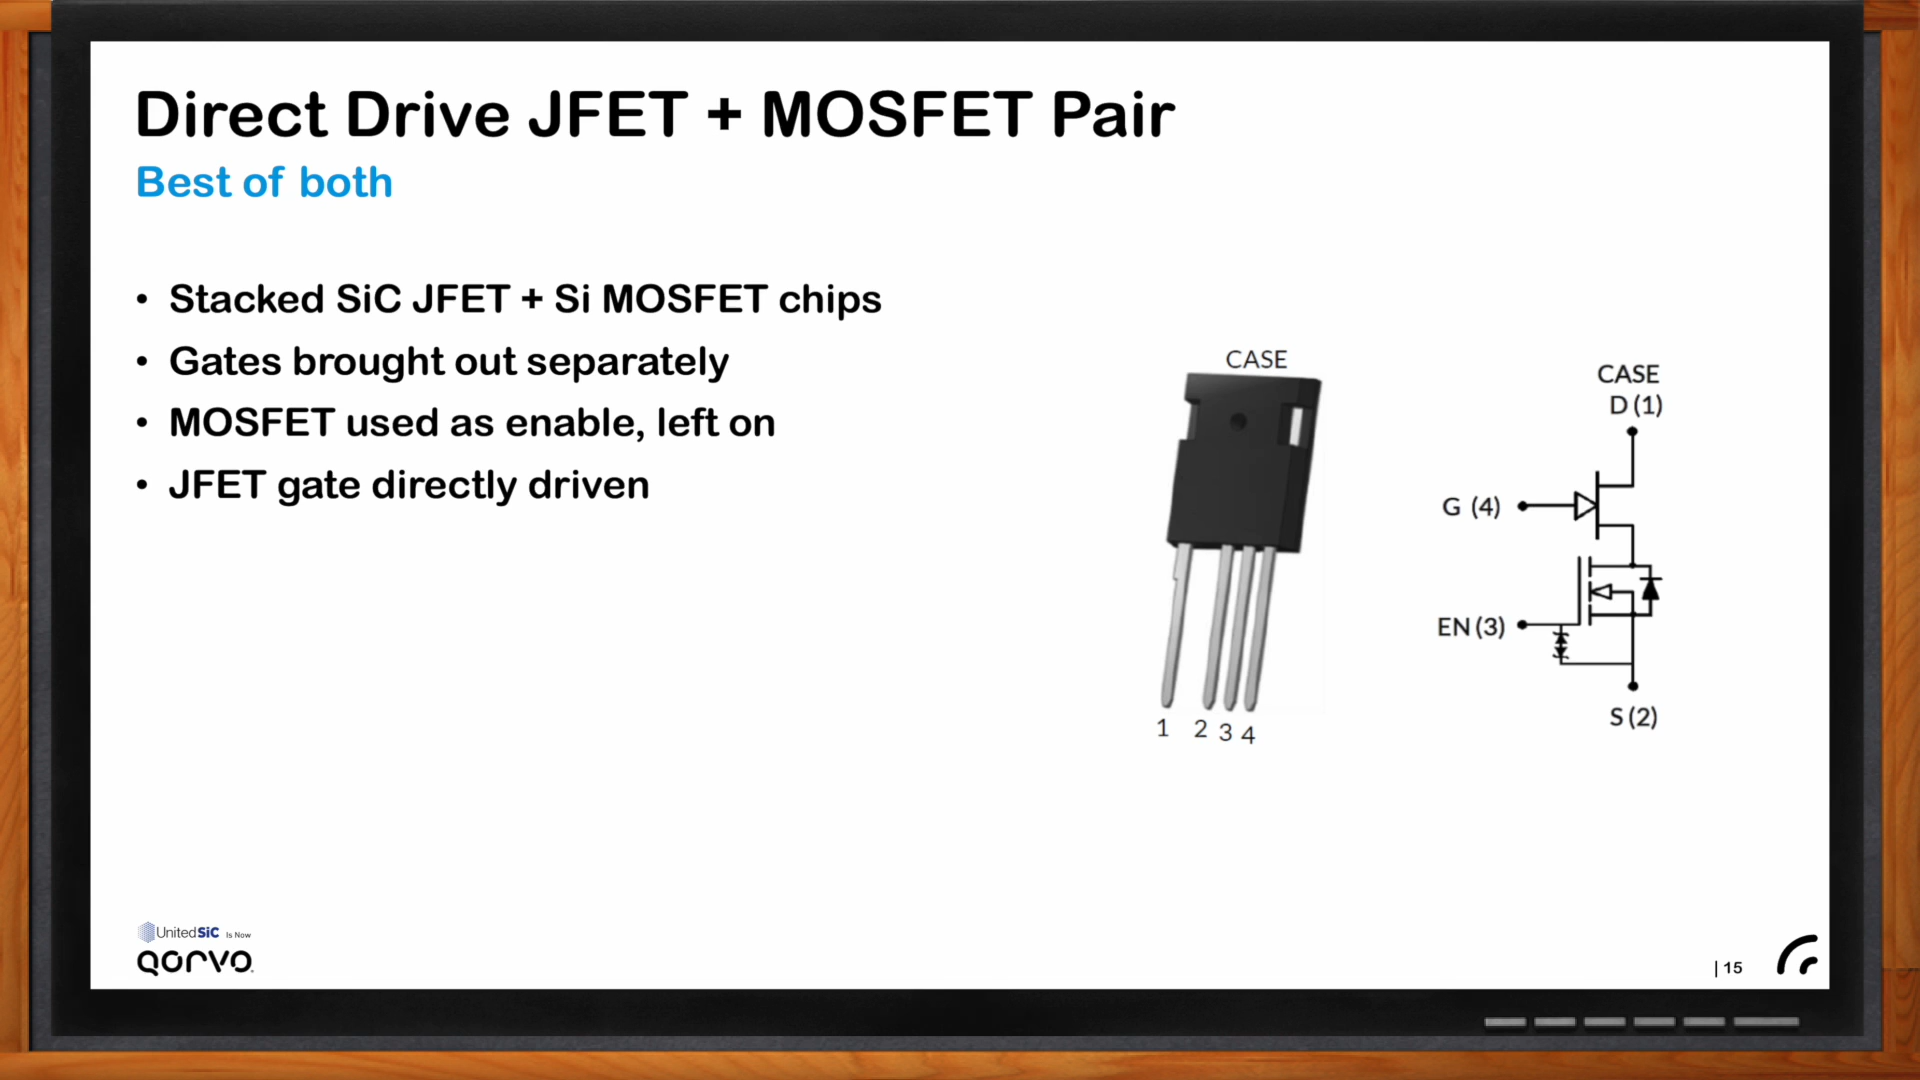 Direct Drive JFET + MOSFET Pair
Best of both
• Stacked SiC JFET + Si MOSFET chips
• Gates brought out separately
• MOSFET used as enable, left on
• JFET gate directly driven
CASE
1 2 3 4
CASE
D (1)
G (4)
EN (3)
S (2)
UnitedSiC Is Now
QORVO
| 15